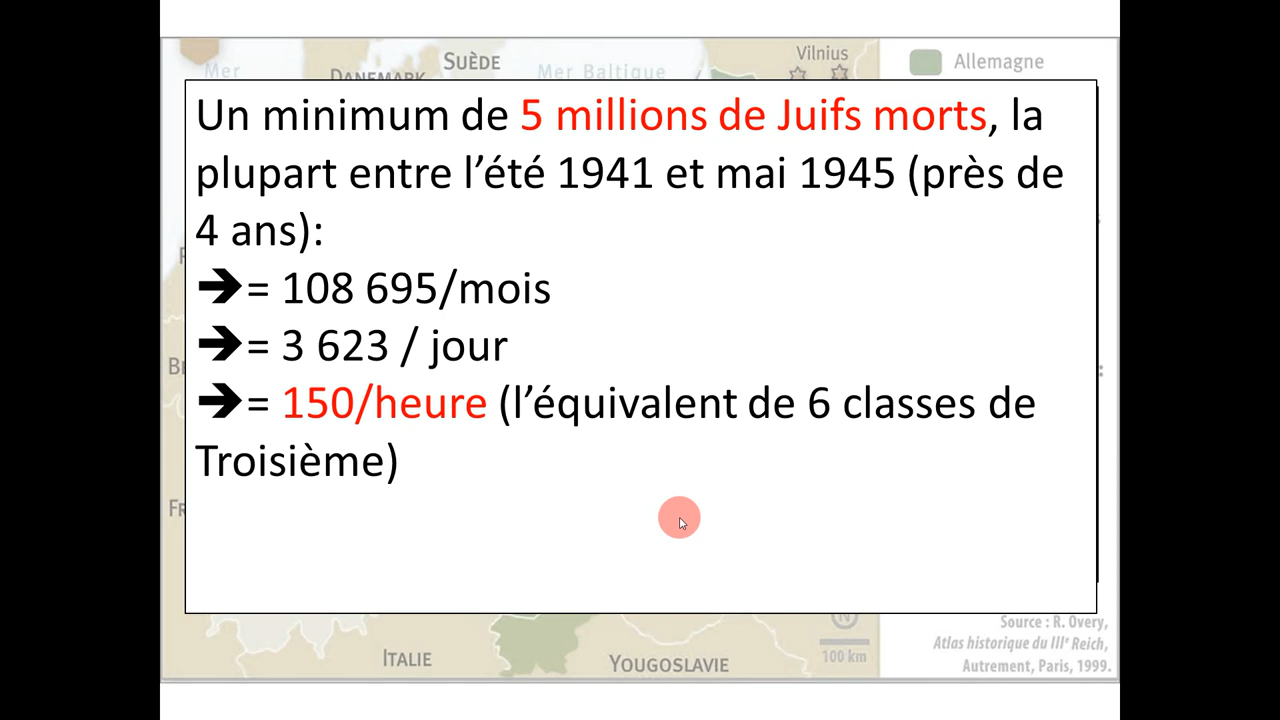 SUÈDE
Vilnius
Allemagne
Mer
DANEMARK
Mer Baltique
Un minimum de 5 millions de Juifs morts, la
plupart entre l’été 1941 et mai 1945 (près de
4 ans):
➔= 108 695/mois
➔= 3 623 / jour
➔= 150/heure (l’équivalent de 6 classes de
Troisième)
N
Source : R. Overy,
Atlas historique du IIIe Reich,
Autrement, Paris, 1999.
ITALIE
YOUGOSLAVIE
100 km